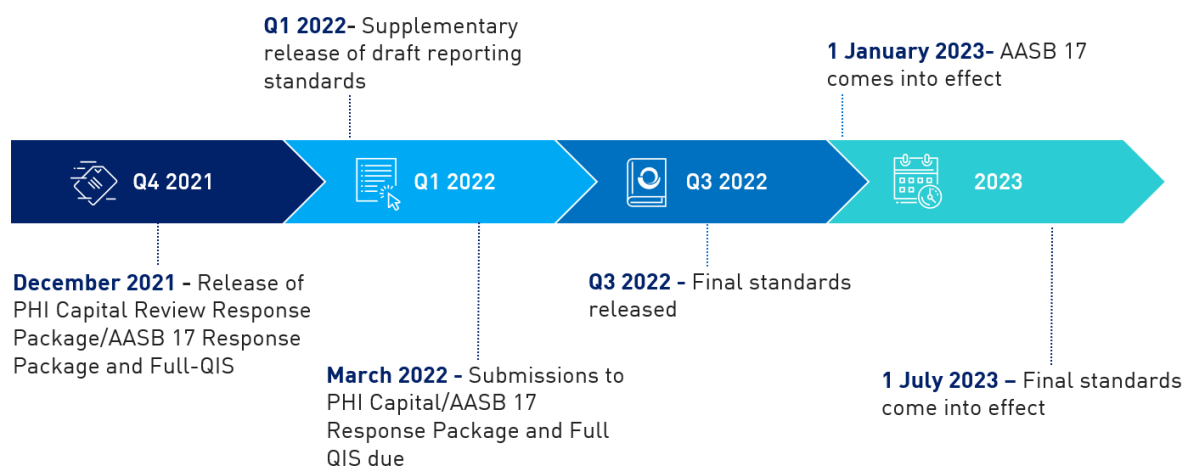 Q1 2022- Supplementary
release of draft reporting
standards
1 January 2023- AASB 17
comes into effect
Q4 2021
Q1 2022
Q3 2022
2023
December 2021 - Release of
PHI Capital Review Response
Package/AASB 17 Response
Package and Full-QIS
March 2022 - Submissions to
PHI Capital/AASB 17
Response Package and Full
QIS due
Q3 2022 - Final standards
released
1 July 2023 – Final standards
come into effect